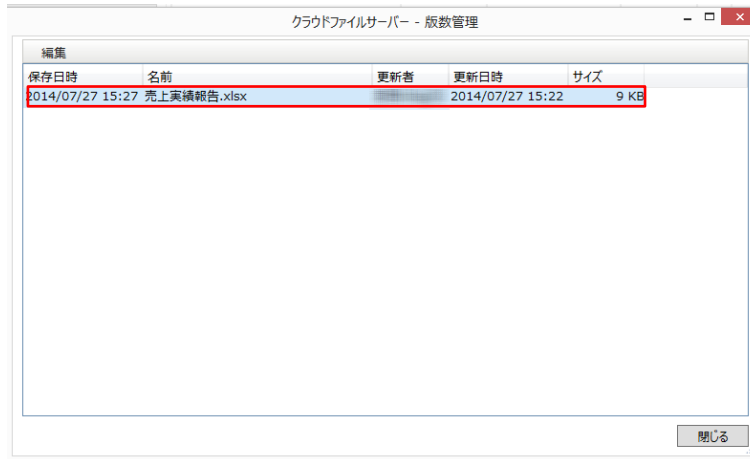 クラウドファイルサーバー - 版数管理
編集
保存日時 名前 更新者 更新日時 サイズ
2014/07/27 15:27 売上実績報告.xlsx 2014/07/27 15:22 9 KB
閉じる